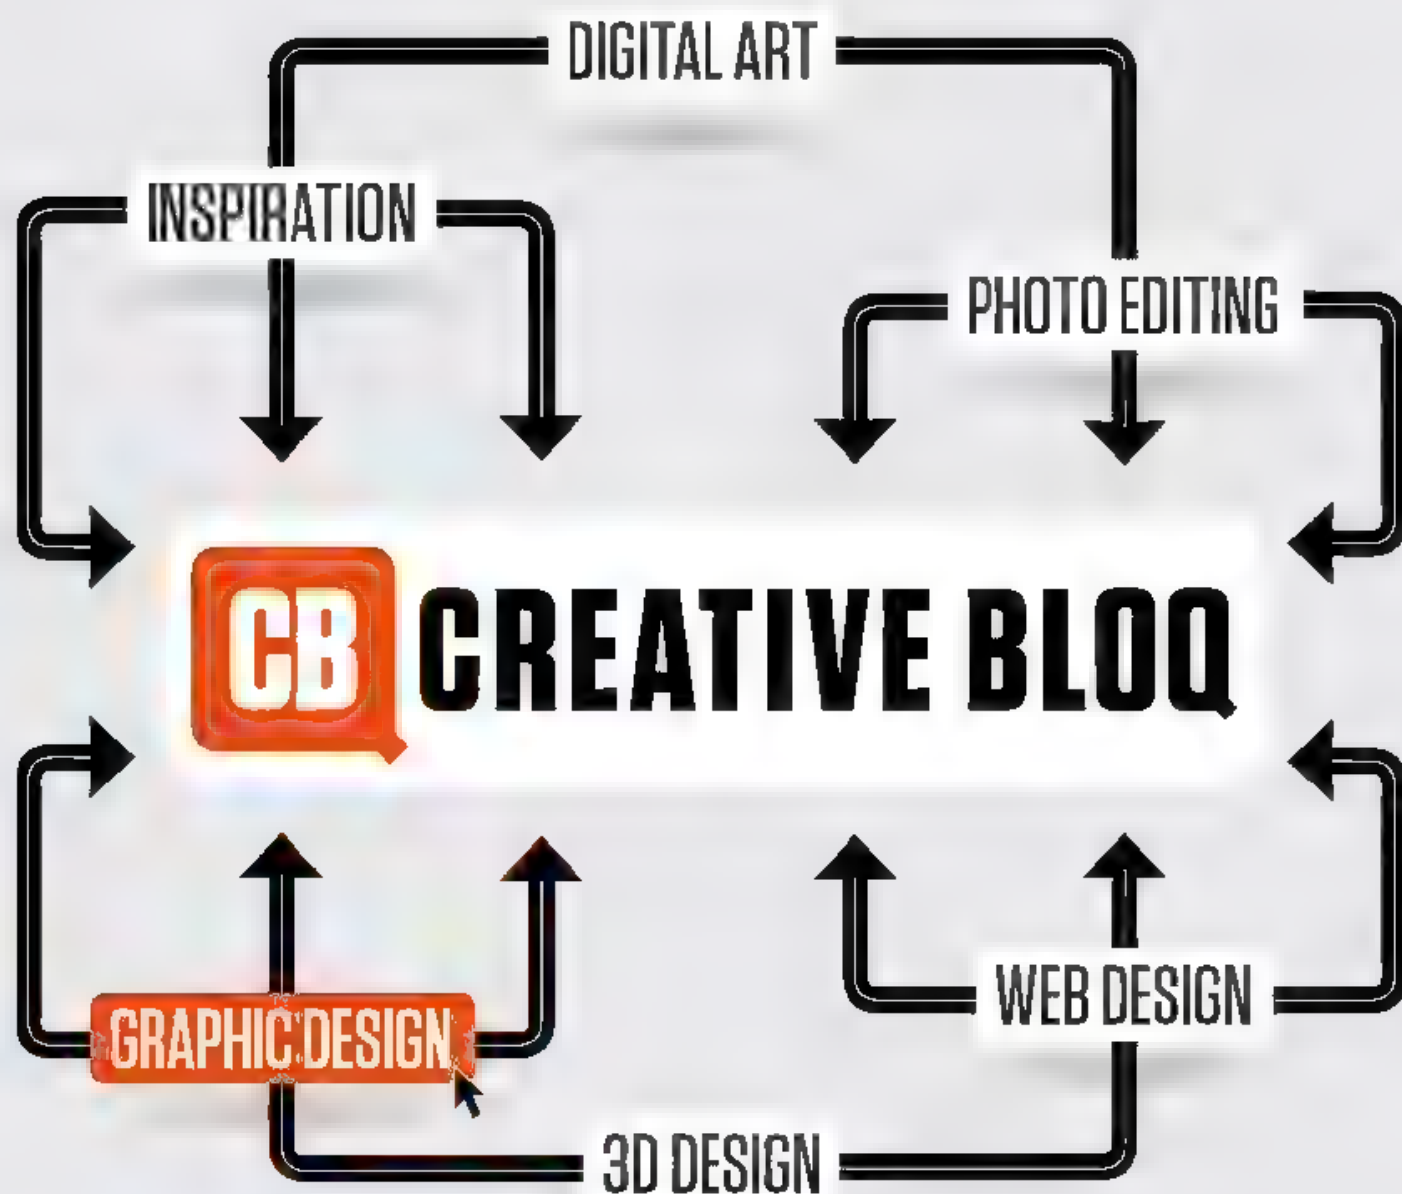 DIGITAL ART
INSPIRATION
PHOTO EDITING
CB CREATIVE BLOQ
GRAPHIC DESIGN
WEB DESIGN
3D DESIGN